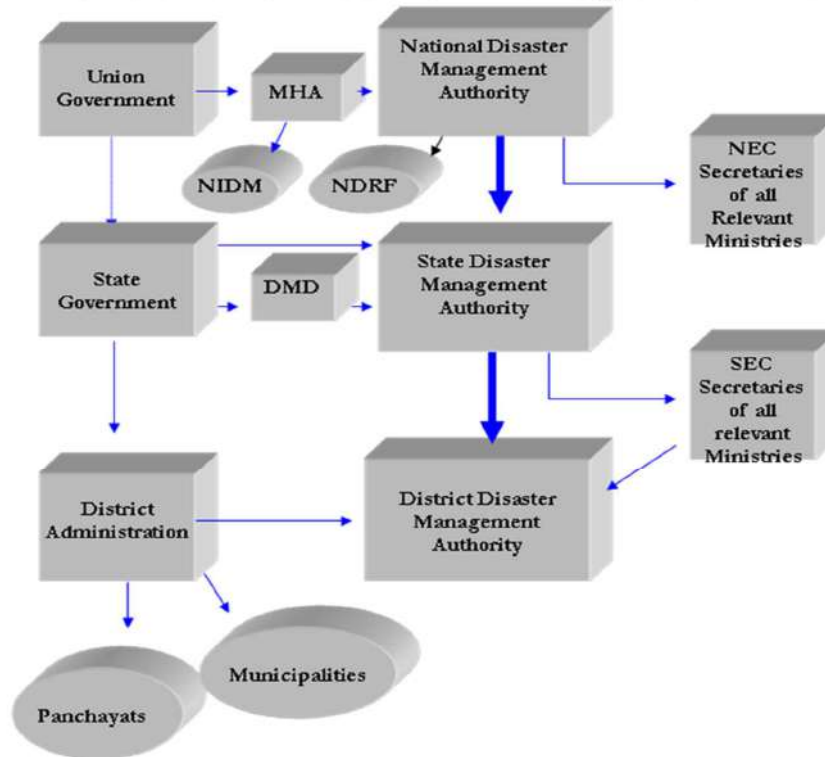 Union
Government
MHA
National Disaster
Management
Authority
NIDM
NDRF
NEC
Secretaries
of all
Relevant
Ministries
State
Government
DMD
State Disaster
Management
Authority
SEC
Secretaries
of all
relevant
Ministries
District
Administration
District Disaster
Management
Authority
Municipalities
Panchayats